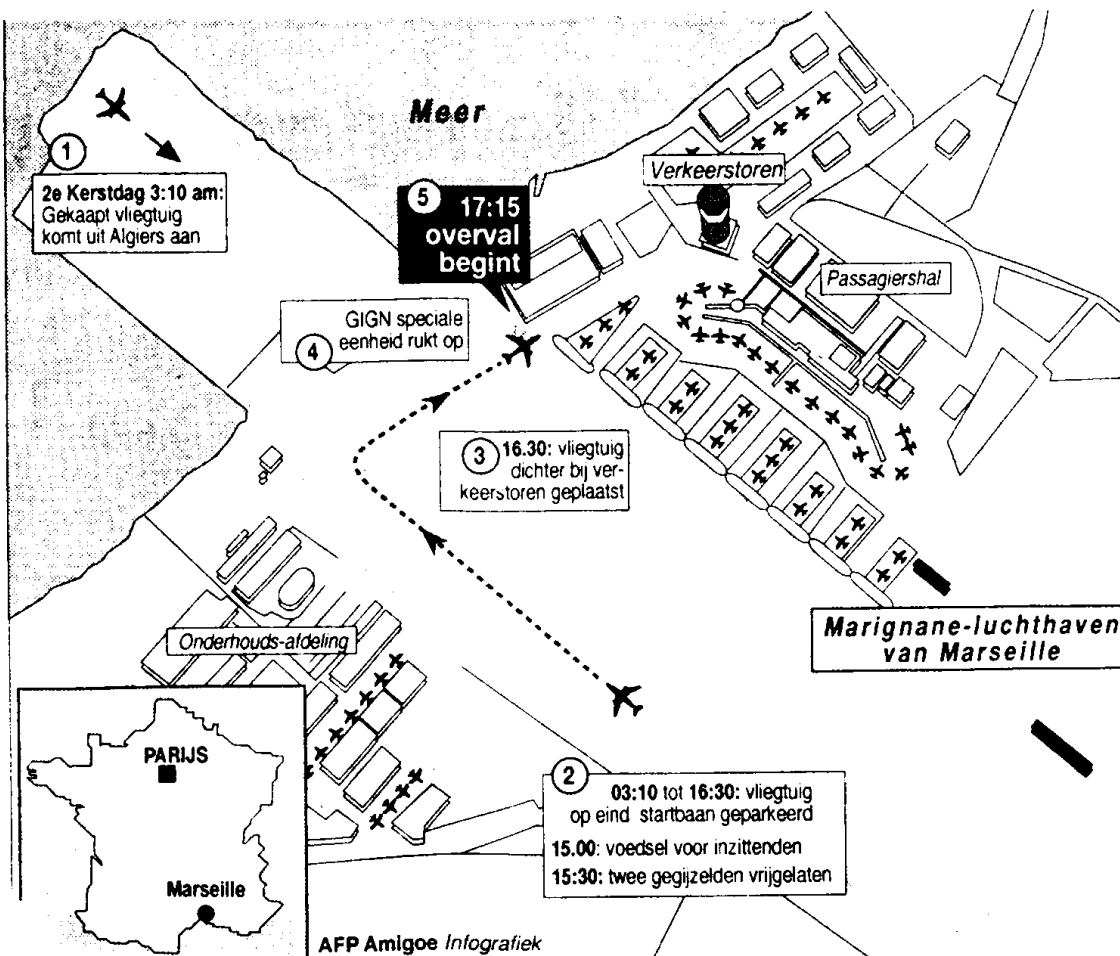 Meer
1
2e Kerstdag 3:10 am:
Gekaapt vliegtuig
komt uit Algiers aan
5
17:15
overval
begint
Verkeerstoren
Passagiershal
GIGN speciale
eenheid rukt op
4
3
16.30: vliegtuig
dichter bij ver-
keerstoren geplaatst
Onderhouds-afdeling
Marignane-luchthaven
van Marseille
2
03:10 tot 16:30: vliegtuig
op eind startbaan geparkeerd
15.00: voedsel voor inzittenden
15:30: twee gegijzelden vrijgelaten
PARIJS
Marseille
AFP Amigoe Infografiek